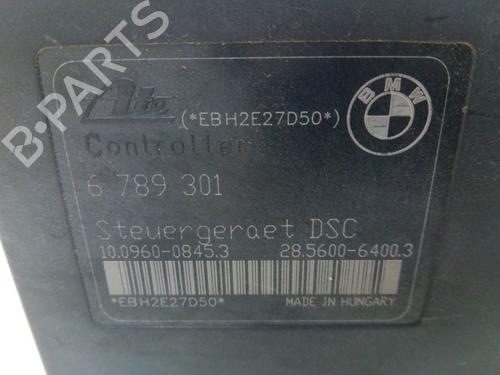 B-PARTS
Ate
(*EBH2E27D50*)
BMW
Controller
6 789 301
Steuergeraet DSC
10.0960-0845.3 28.5600-6400.3
*EBH2E27D50*
MADE IN HUNGARY